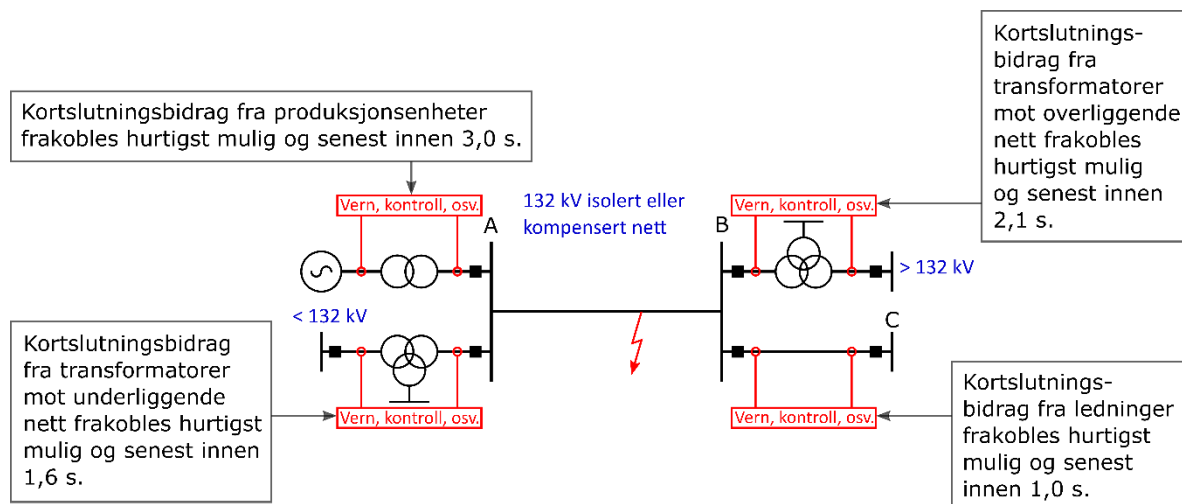 Kortslutnings-
bidrag fra
transformatorer
mot overliggende
nett frakobles
hurtigst mulig
og senest innen
2,1 s.
Kortslutningsbidrag fra produksjonsenheter
frakobles hurtigst mulig og senest innen 3,0 s.
Vern, kontroll, osv.
132 kV isolert eller
kompensert nett
Vern, kontroll, osv.
A
B
> 132 kV
< 132 kV
C
Kortslutningsbidrag
fra transformatorer
mot underliggende
nett frakobles hurtigst
mulig og senest innen
1,6 s.
Vern, kontroll, osv.
Vern, kontroll, osv.
Kortslutnings-
bidrag fra ledninger
frakobles hurtigst
mulig og senest
innen 1,0 s.